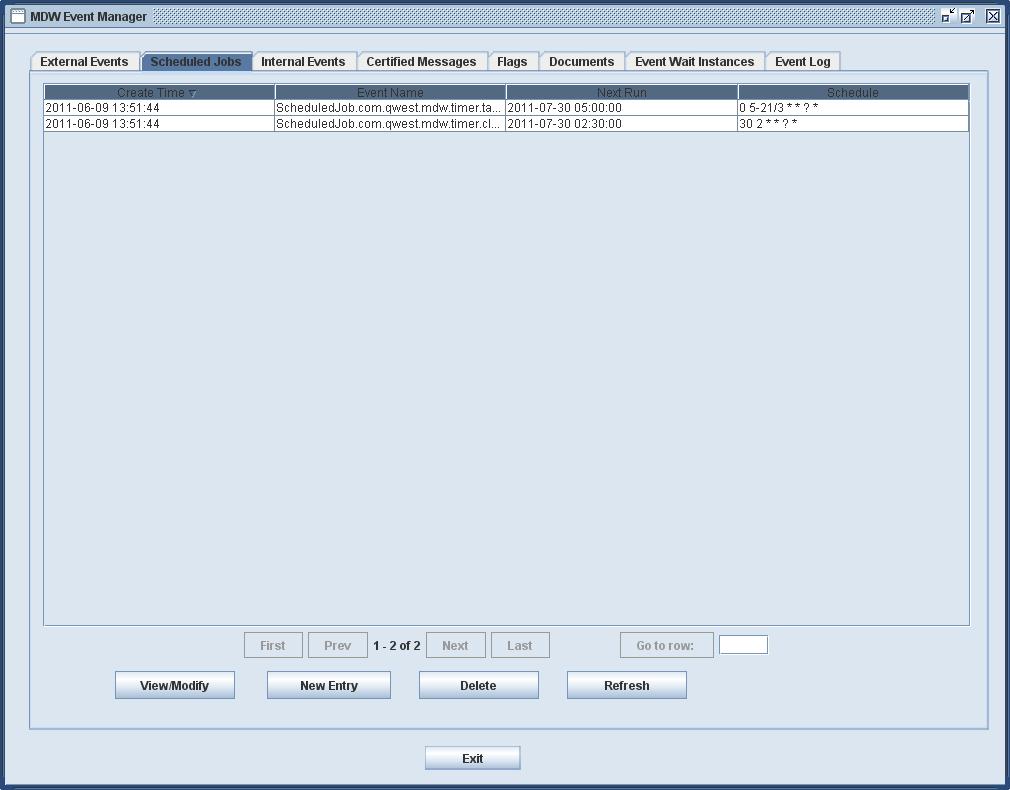 MDW Event Manager
External Events Scheduled Jobs Internal Events Certified Messages Flags Documents Event Wait Instances Event Log
Create Time Event Name Next Run Schedule
2011-06-09 13:51:44 ScheduledJob.com.qwest.mdw.timer.ta... 2011-07-30 05:00:00 0 5-21/3 * * ? *
2011-06-09 13:51:44 ScheduledJob.com.qwest.mdw.timer.cl... 2011-07-30 02:30:00 30 2 * * ? *
First Prev 1 - 2 of 2 Next Last Go to row:
View/Modify New Entry Delete Refresh
Exit